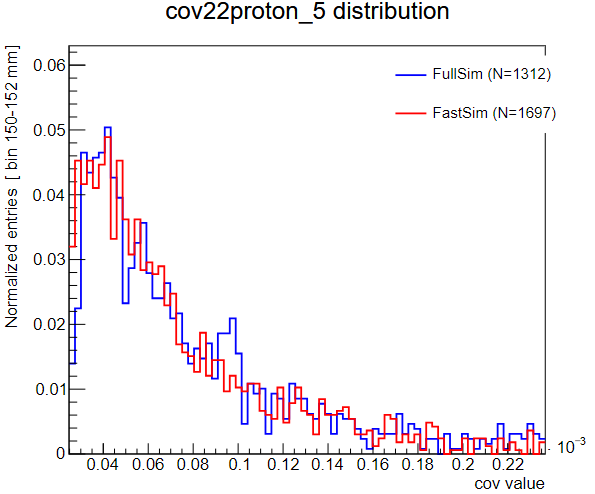 cov22proton_5 distribution
Normalized entries [ bin 150-152 mm]
FullSim (N=1312)
FastSim (N=1697)
0.06
0.05
0.04
0.03
0.02
0.01
0
0.04 0.06 0.08 0.1 0.12 0.14 0.16 0.18 0.2 0.22
10⁻³
cov value